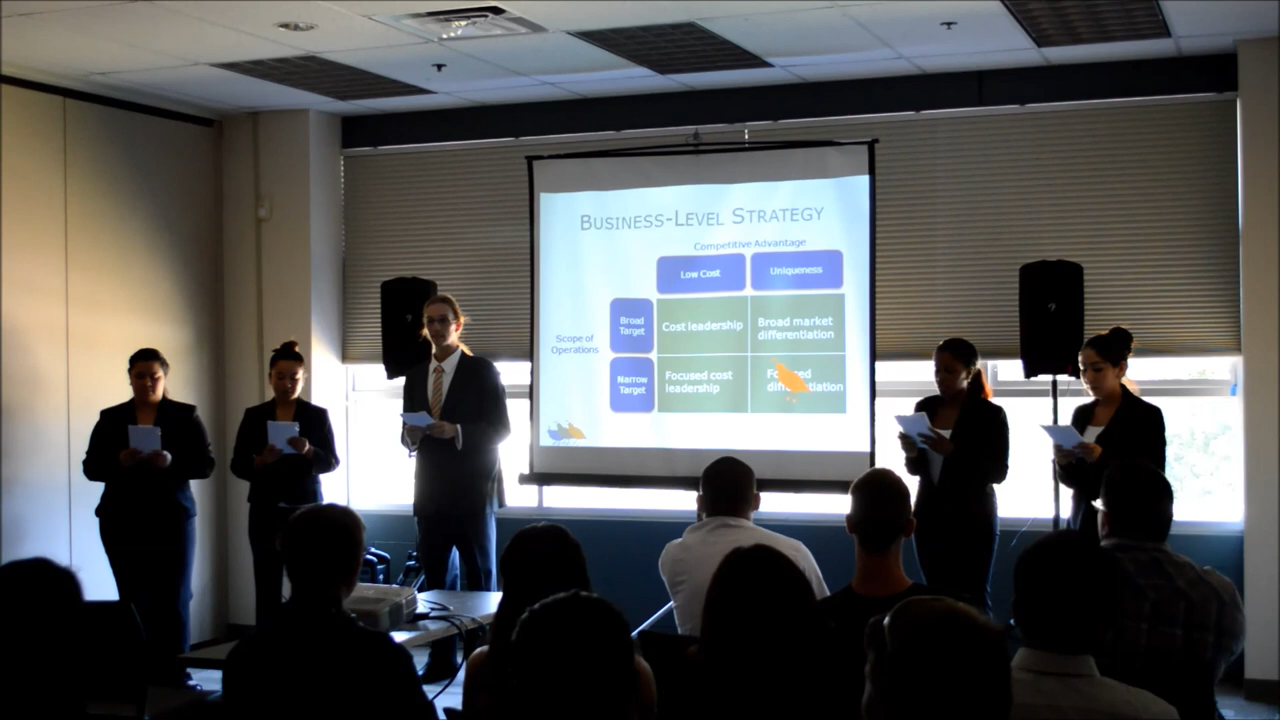 BUSINESS-LEVEL STRATEGY
Competitive Advantage
Low Cost
Uniqueness
Scope of
Operations
Broad
Target
Cost leadership
Broad market
differentiation
Narrow
Target
Focused cost
leadership